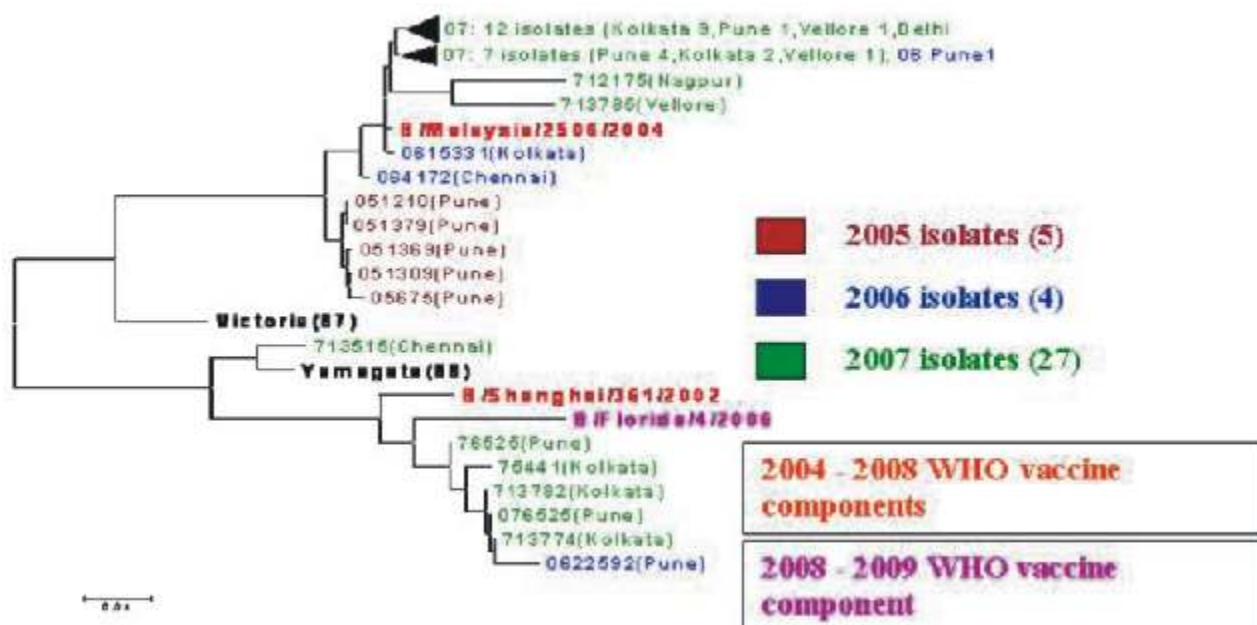 07: 12 isolates (Kolkata 9,Pune 1,Vellore 1,Delhi
07: 7 isolates (Pune 4,Kolkata 2,Vellore 1), 06 Pune1
712175(Nagpur)
713785(Vellore)
B/Malaysia/2506/2004
0615331(Kolkata)
064172(Chennai)
051210(Pune)
051379(Pune)
051369(Pune)
051309(Pune)
05675(Pune)
Victoria(87)
713515(Chennai)
Yamagata(88)
B/Shanghai/361/2002
B/Florida/4/2006
76525(Pune)
75441(Kolkata)
713782(Kolkata)
076525(Pune)
713774(Kolkata)
0622592(Pune)
2005 isolates (5)
2006 isolates (4)
2007 isolates (27)
2004 - 2008 WHO vaccine
components
2008 - 2009 WHO vaccine
component